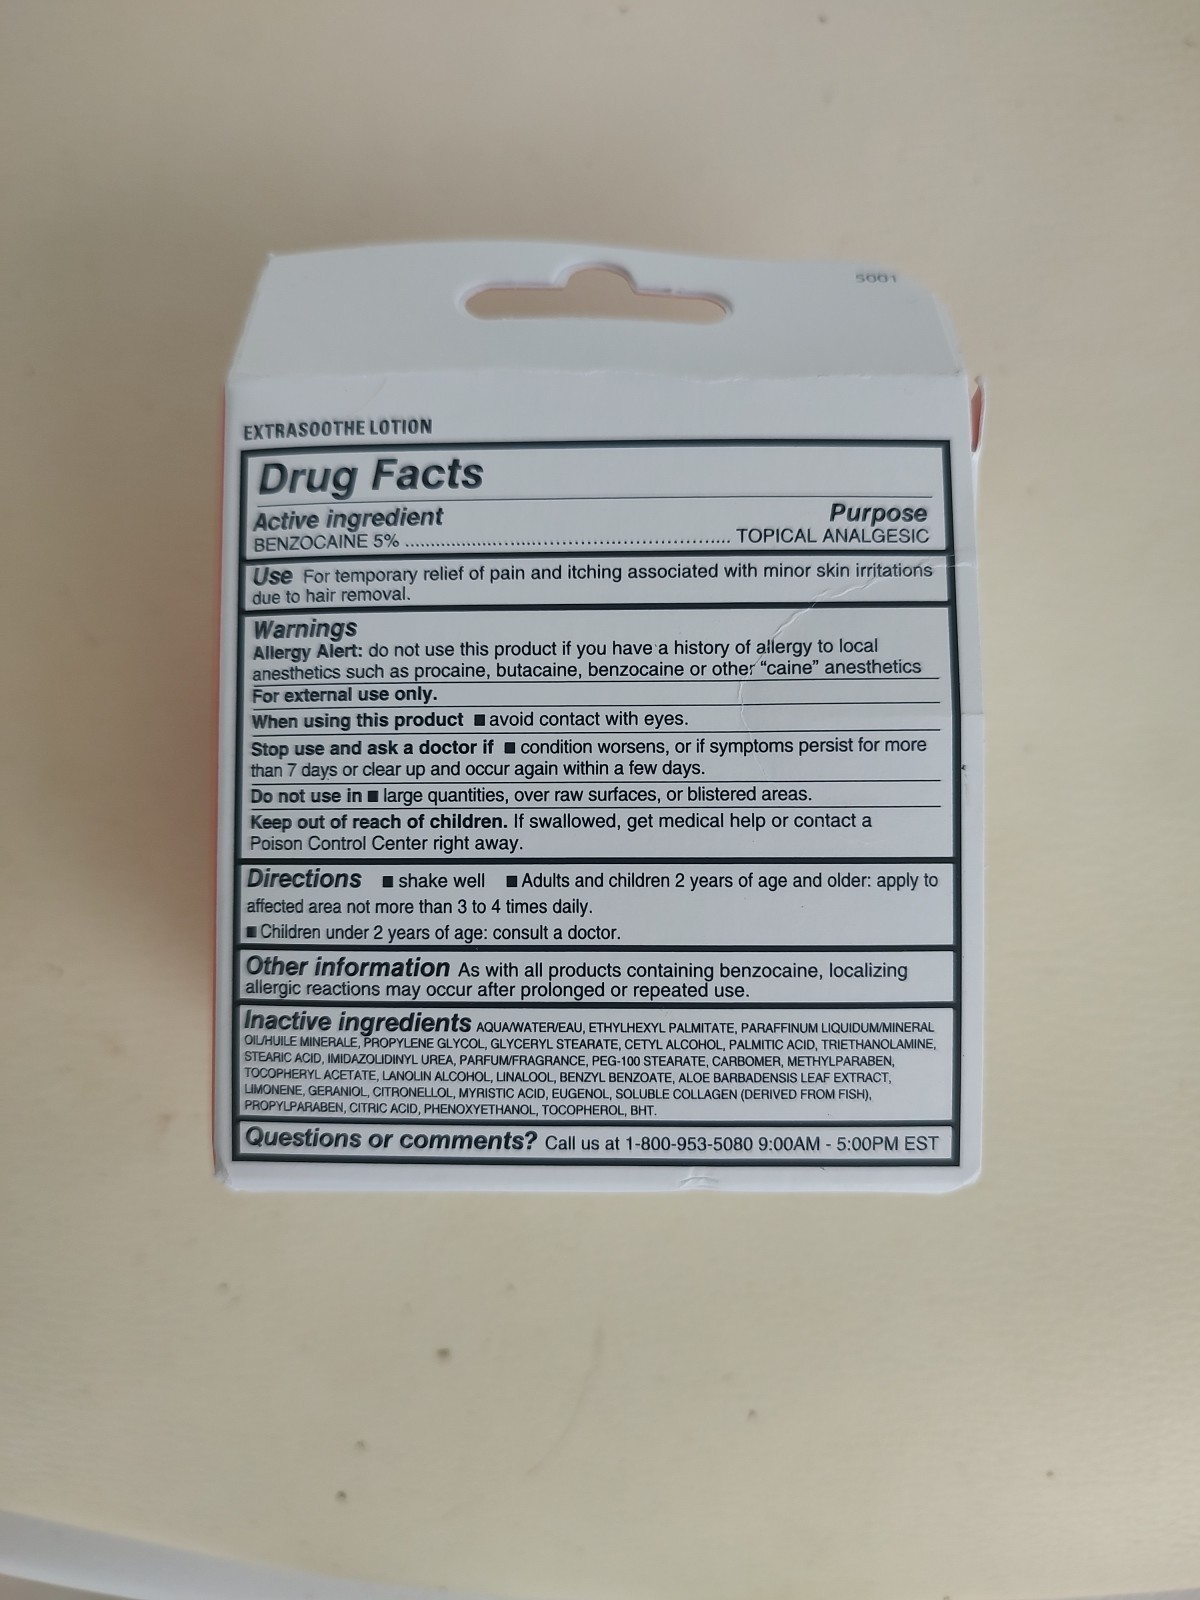 5001
EXTRASOOTHE LOTION
Drug Facts
Active ingredient Purpose
BENZOCAINE 5% ........................................................ TOPICAL ANALGESIC
Use For temporary relief of pain and itching associated with minor skin irritations
due to hair removal.
Warnings
Allergy Alert: do not use this product if you have a history of allergy to local
anesthetics such as procaine, butacaine, benzocaine or other “caine” anesthetics
For external use only.
When using this product ■ avoid contact with eyes.
Stop use and ask a doctor if ■ condition worsens, or if symptoms persist for more
than 7 days or clear up and occur again within a few days.
Do not use in ■ large quantities, over raw surfaces, or blistered areas.
Keep out of reach of children. If swallowed, get medical help or contact a
Poison Control Center right away.
Directions ■ shake well ■ Adults and children 2 years of age and older: apply to
affected area not more than 3 to 4 times daily.
■ Children under 2 years of age: consult a doctor.
Other information As with all products containing benzocaine, localizing
allergic reactions may occur after prolonged or repeated use.
Inactive ingredients AQUA/WATER/EAU, ETHYLHEXYL PALMITATE, PARAFFINUM LIQUIDUM/MINERAL
OIL/HUILE MINERALE, PROPYLENE GLYCOL, GLYCERYL STEARATE, CETYL ALCOHOL, PALMITIC ACID, TRIETHANOLAMINE,
STEARIC ACID, IMIDAZOLIDINYL UREA, PARFUM/FRAGRANCE, PEG-100 STEARATE, CARBOMER, METHYLPARABEN,
TOCOPHERYL ACETATE, LANOLIN ALCOHOL, LINALOOL, BENZYL BENZOATE, ALOE BARBADENSIS LEAF EXTRACT,
LIMONENE, GERANIOL, CITRONELLOL, MYRISTIC ACID, EUGENOL, SOLUBLE COLLAGEN (DERIVED FROM FISH),
PROPYLPARABEN, CITRIC ACID, PHENOXYETHANOL, TOCOPHEROL, BHT.
Questions or comments? Call us at 1-800-953-5080 9:00AM - 5:00PM EST